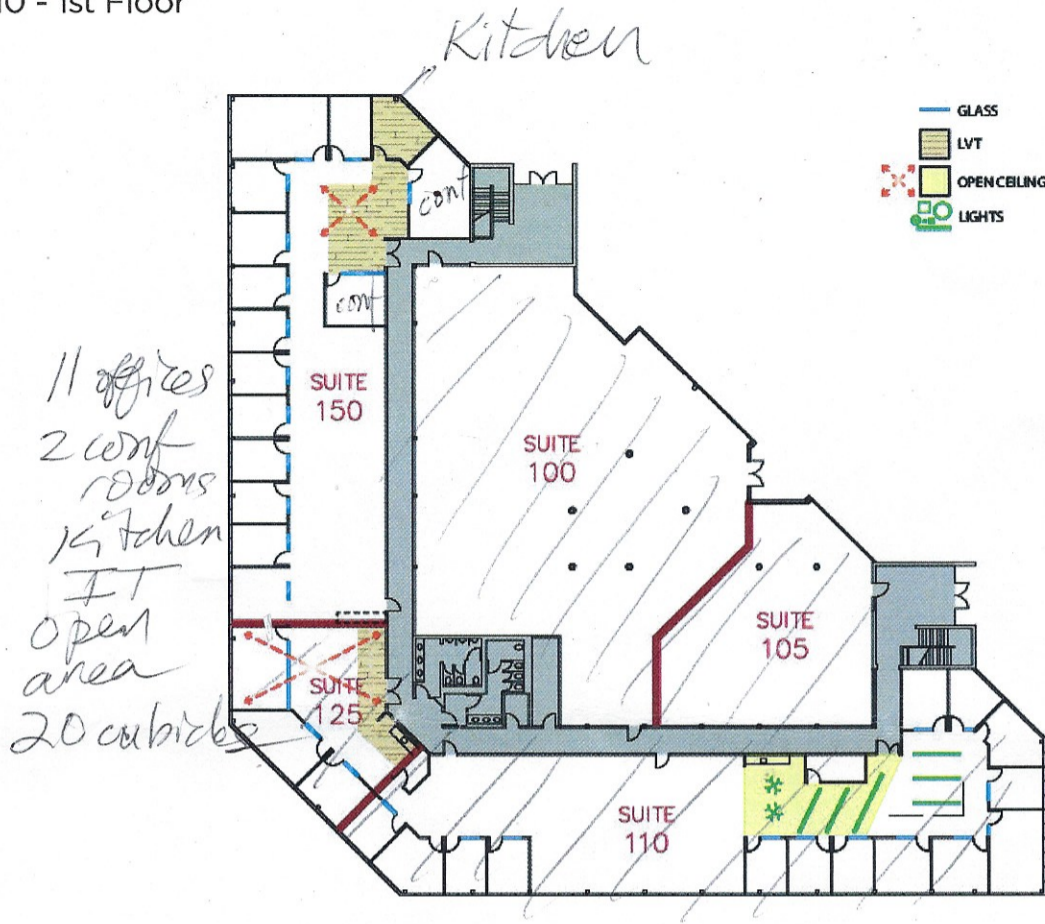 10 - 1st Floor
Kitchen
GLASS
LVT
OPEN CEILING
LIGHTS
conf
conf
11 offices
2 conf
rooms
Kitchen
IT
open
area
20 cubicles
SUITE
150
SUITE
100
SUITE
105
SUITE
125
SUITE
110